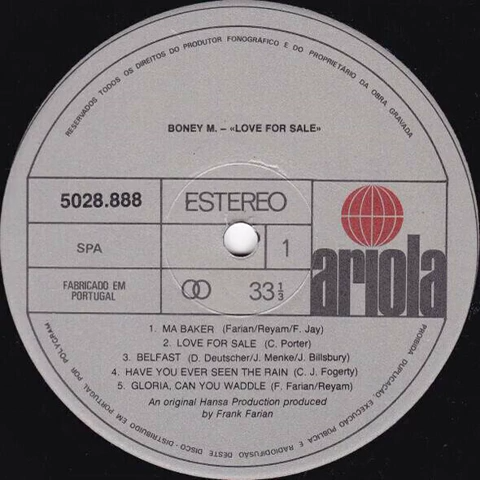 RESERVADOS TODOS OS DIREITOS DO PRODUTOR FONOGRÁFICO E DO PROPRIETÁRIO DA OBRA GRAVADA
BONEY M. – «LOVE FOR SALE»
5028.888
ESTEREO
SPA
1
FABRICADO EM
PORTUGAL
33 1/3
ariola
1. MA BAKER (Farian/Reyam/F. Jay)
2. LOVE FOR SALE (C. Porter)
3. BELFAST (D. Deutscher/J. Menke/J. Billsbury)
4. HAVE YOU EVER SEEN THE RAIN (C. J. Fogerty)
5. GLORIA, CAN YOU WADDLE (F. Farian/Reyam)
An original Hansa Production produced
by Frank Farian
PROIBIDA DUPLICAÇÃO, EXECUÇÃO PÚBLICA E RADIODIFUSÃO DESTE DISCO - DISTRIBUIDO EM PORTUGAL POR POLYGRAM